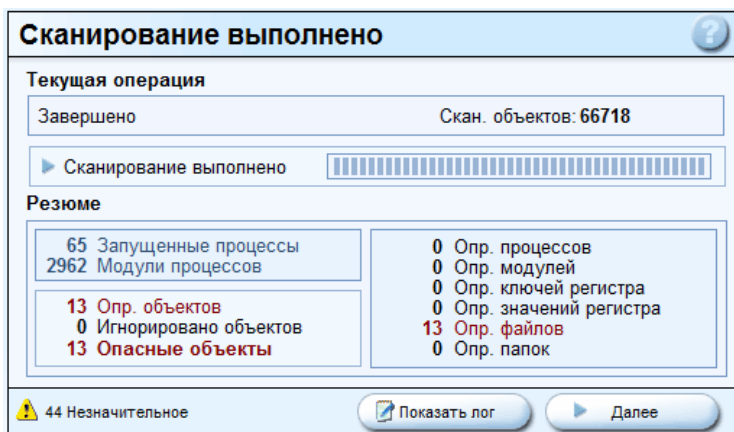 Сканирование выполнено
?
Текущая операция
Завершено Скан. объектов: 66718
Сканирование выполнено
Резюме
65 Запущенные процессы
2962 Модули процессов
13 Опр. объектов
0 Игнорировано объектов
13 Опасные объекты
0 Опр. процессов
0 Опр. модулей
0 Опр. ключей регистра
0 Опр. значений регистра
13 Опр. файлов
0 Опр. папок
44 Незначительное
Показать лог
Далее